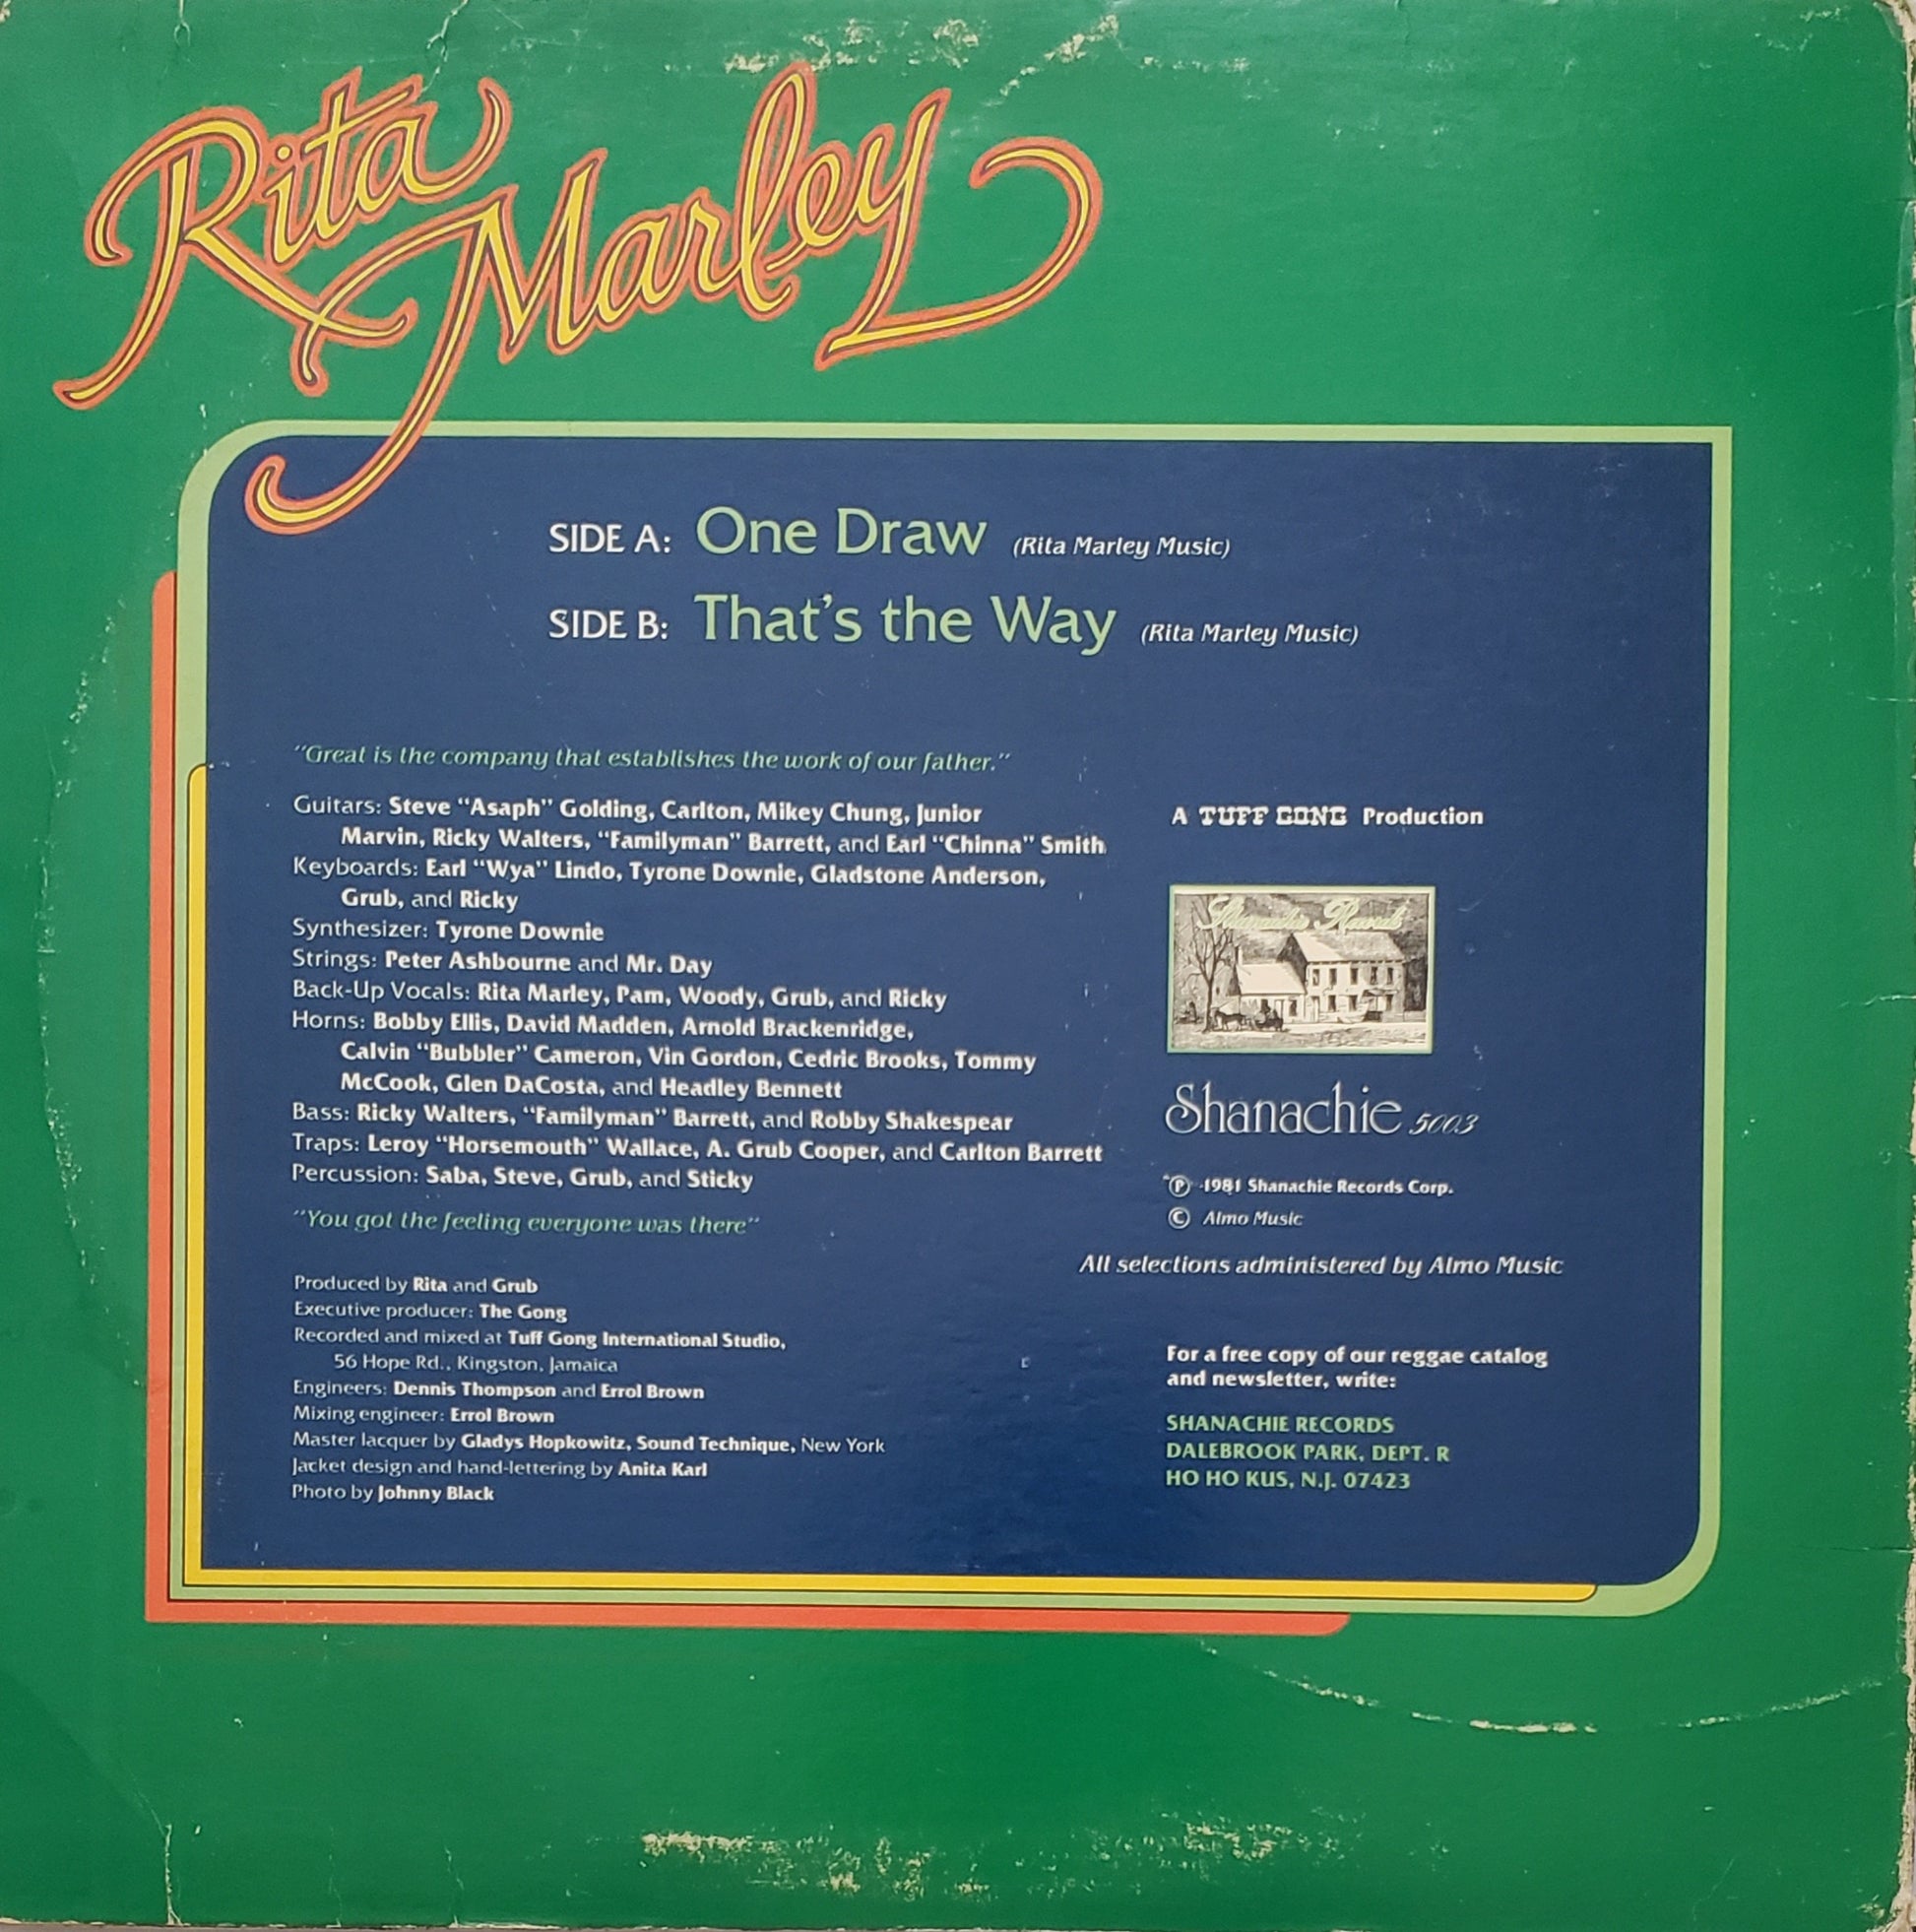 Rita
Marley
SIDE A: One Draw (Rita Marley Music)
SIDE B: That's the Way (Rita Marley Music)
"Great is the company that establishes the work of our father."
Guitars: Steve "Asaph" Golding, Carlton, Mikey Chung, Junior
Marvin, Ricky Walters, "Familyman" Barrett, and Earl "Chinna" Smith
Keyboards: Earl "Wya" Lindo, Tyrone Downie, Gladstone Anderson,
Grub, and Ricky
Synthesizer: Tyrone Downie
Strings: Peter Ashbourne and Mr. Day
Back-Up Vocals: Rita Marley, Pam, Woody, Grub, and Ricky
Horns: Bobby Ellis, David Madden, Arnold Brackenridge,
Calvin "Bubbler" Cameron, Vin Gordon, Cedric Brooks, Tommy
McCook, Glen DaCosta, and Headley Bennett
Bass: Ricky Walters, "Familyman" Barrett, and Robby Shakespear
Traps: Leroy "Horsemouth" Wallace, A. Grub Cooper, and Carlton Barrett
Percussion: Saba, Steve, Grub, and Sticky
"You got the feeling everyone was there"
Produced by Rita and Grub
Executive producer: The Gong
Recorded and mixed at Tuff Gong International Studio,
56 Hope Rd., Kingston, Jamaica
Engineers: Dennis Thompson and Errol Brown
Mixing engineer: Errol Brown
Master lacquer by Gladys Hopkowitz, Sound Technique, New York
Jacket design and hand-lettering by Anita Karl
Photo by Johnny Black
A TUFF GONG Production
Shanachie Records
Shanachie 5003
℗ 1981 Shanachie Records Corp.
© Almo Music
All selections administered by Almo Music
For a free copy of our reggae catalog
and newsletter, write:
SHANACHIE RECORDS
DALEBROOK PARK, DEPT. R
HO HO KUS, N.J. 07423